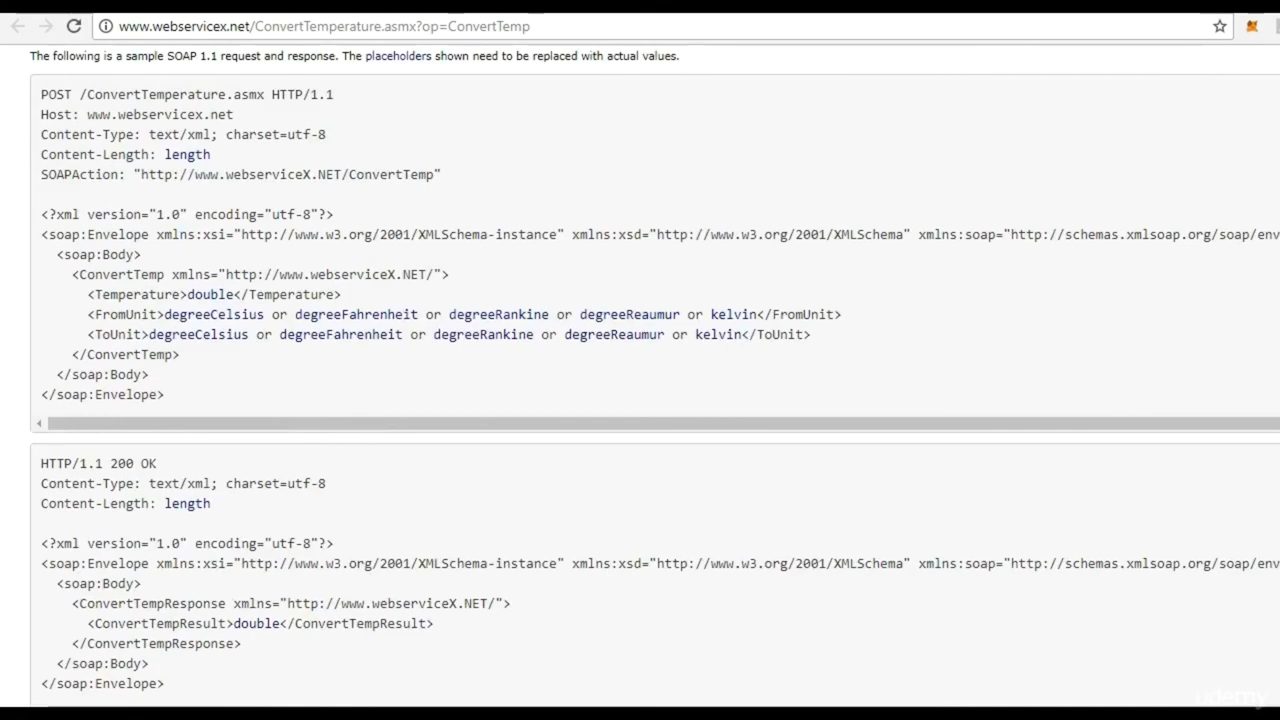 www.webservicex.net/ConvertTemperature.asmx?op=ConvertTemp
The following is a sample SOAP 1.1 request and response. The placeholders shown need to be replaced with actual values.
POST /ConvertTemperature.asmx HTTP/1.1
Host: www.webservicex.net
Content-Type: text/xml; charset=utf-8
Content-Length: length
SOAPAction: "http://www.webserviceX.NET/ConvertTemp"
<?xml version="1.0" encoding="utf-8"?>
<soap:Envelope xmlns:xsi="http://www.w3.org/2001/XMLSchema-instance" xmlns:xsd="http://www.w3.org/2001/XMLSchema" xmlns:soap="http://schemas.xmlsoap.org/soap/env
<soap:Body>
<ConvertTemp xmlns="http://www.webserviceX.NET/">
<Temperature>double</Temperature>
<FromUnit>degreeCelsius or degreeFahrenheit or degreeRankine or degreeReaumur or kelvin</FromUnit>
<ToUnit>degreeCelsius or degreeFahrenheit or degreeRankine or degreeReaumur or kelvin</ToUnit>
</ConvertTemp>
</soap:Body>
</soap:Envelope>
HTTP/1.1 200 OK
Content-Type: text/xml; charset=utf-8
Content-Length: length
<?xml version="1.0" encoding="utf-8"?>
<soap:Envelope xmlns:xsi="http://www.w3.org/2001/XMLSchema-instance" xmlns:xsd="http://www.w3.org/2001/XMLSchema" xmlns:soap="http://schemas.xmlsoap.org/soap/env
<soap:Body>
<ConvertTempResponse xmlns="http://www.webserviceX.NET/">
<ConvertTempResult>double</ConvertTempResult>
</ConvertTempResponse>
</soap:Body>
</soap:Envelope>
udemy